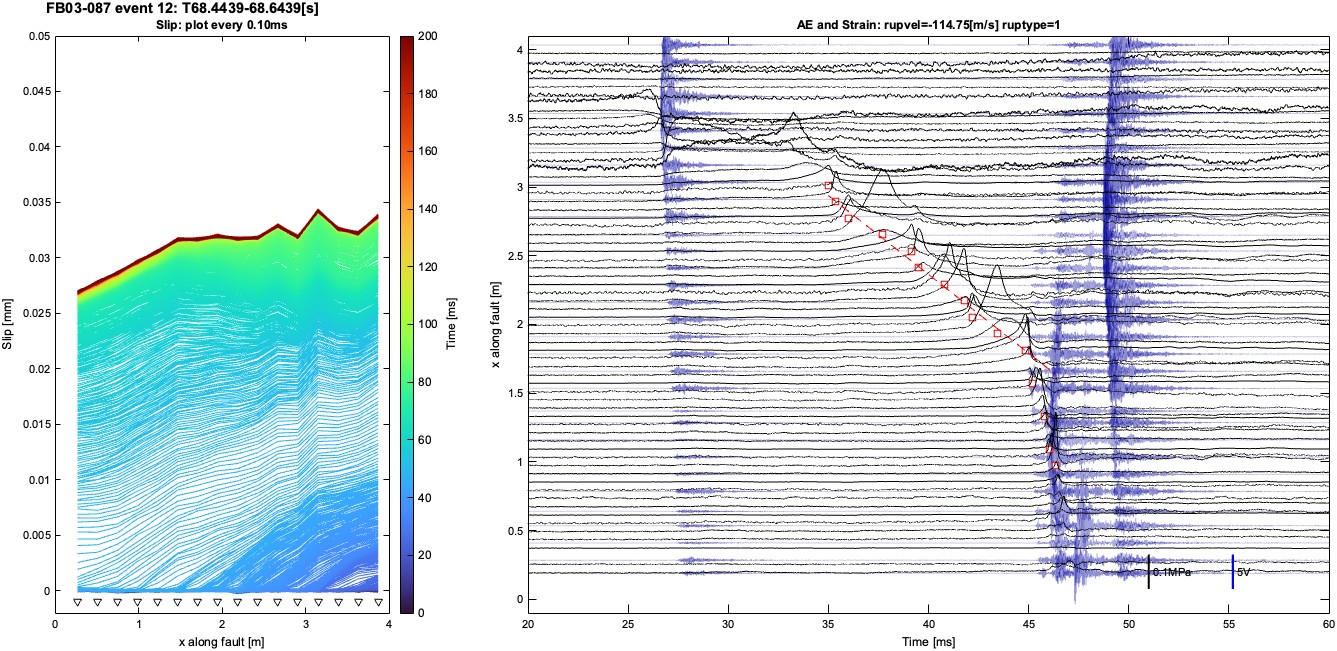 FB03-087 event 12: T68.4439-68.6439[s]
Slip: plot every 0.10ms
0.05
0.045
0.04
0.035
0.03
0.025
0.02
0.015
0.01
0.005
0
Slip [mm]
0 1 2 3 4
x along fault [m]
200
180
160
140
120
100
80
60
40
20
0
Time [ms]
AE and Strain: rupvel=-114.75[m/s] ruptype=1
4
3.5
3
2.5
2
1.5
1
0.5
0
x along fault [m]
0.1MPa
5V
20 25 30 35 40 45 50 55 60
Time [ms]